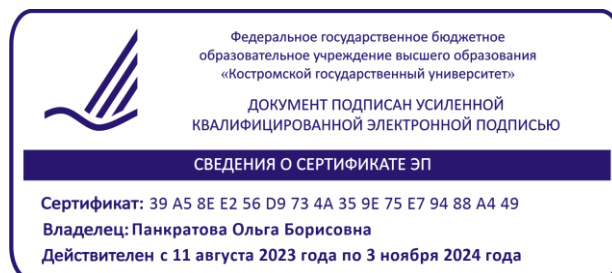 Федеральное государственное бюджетное
образовательное учреждение высшего образования
«Костромской государственный университет»
ДОКУМЕНТ ПОДПИСАН УСИЛЕННОЙ
КВАЛИФИЦИРОВАННОЙ ЭЛЕКТРОННОЙ ПОДПИСЬЮ
СВЕДЕНИЯ О СЕРТИФИКАТЕ ЭП
Сертификат: 39 A5 8E E2 56 D9 73 4A 35 9E 75 E7 94 88 A4 49
Владелец: Панкратова Ольга Борисовна
Действителен с 11 августа 2023 года по 3 ноября 2024 года